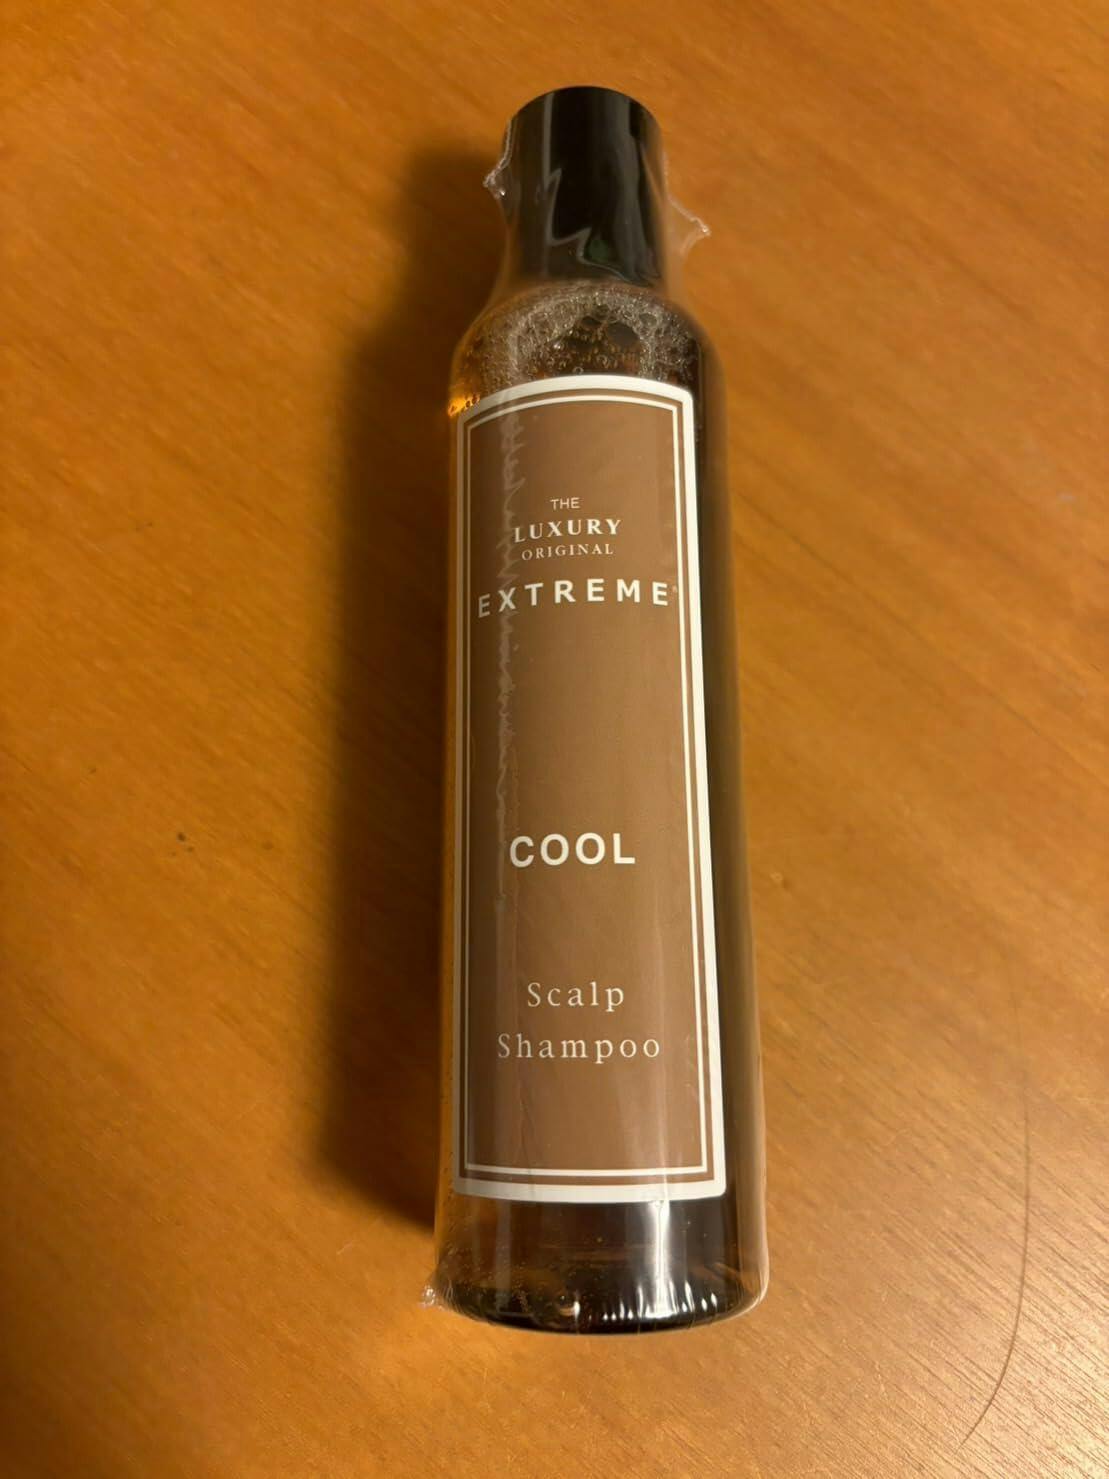 THE
LUXURY
ORIGINAL
EXTREME
COOL
Scalp
Shampoo